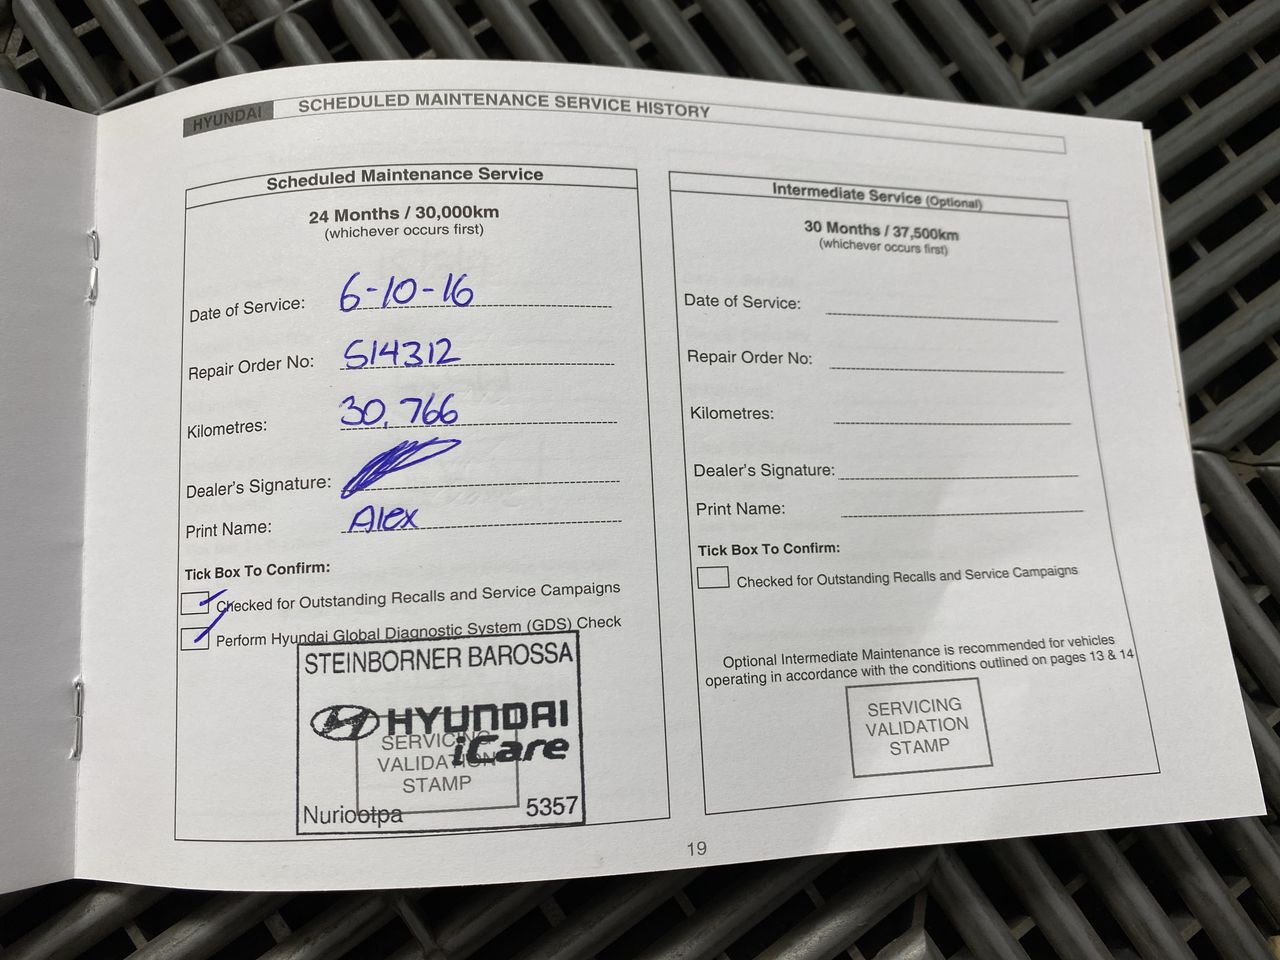 HYUNDAI SCHEDULED MAINTENANCE SERVICE HISTORY
Scheduled Maintenance Service
24 Months / 30,000km
(whichever occurs first)
Date of Service: 6-10-16
Repair Order No: S14312
Kilometres: 30,766
Dealer's Signature:
Print Name: Alex
Tick Box To Confirm:
Checked for Outstanding Recalls and Service Campaigns
Perform Hyundai Global Diagnostic System (GDS) Check
STEINBORNER BAROSSA
HYUNDAI
iCare
SERVICING
VALIDATION
STAMP
Nuriootpa 5357
Intermediate Service (Optional)
30 Months / 37,500km
(whichever occurs first)
Date of Service:
Repair Order No:
Kilometres:
Dealer's Signature:
Print Name:
Tick Box To Confirm:
Checked for Outstanding Recalls and Service Campaigns
Optional Intermediate Maintenance is recommended for vehicles
operating in accordance with the conditions outlined on pages 13 & 14
SERVICING
VALIDATION
STAMP
19